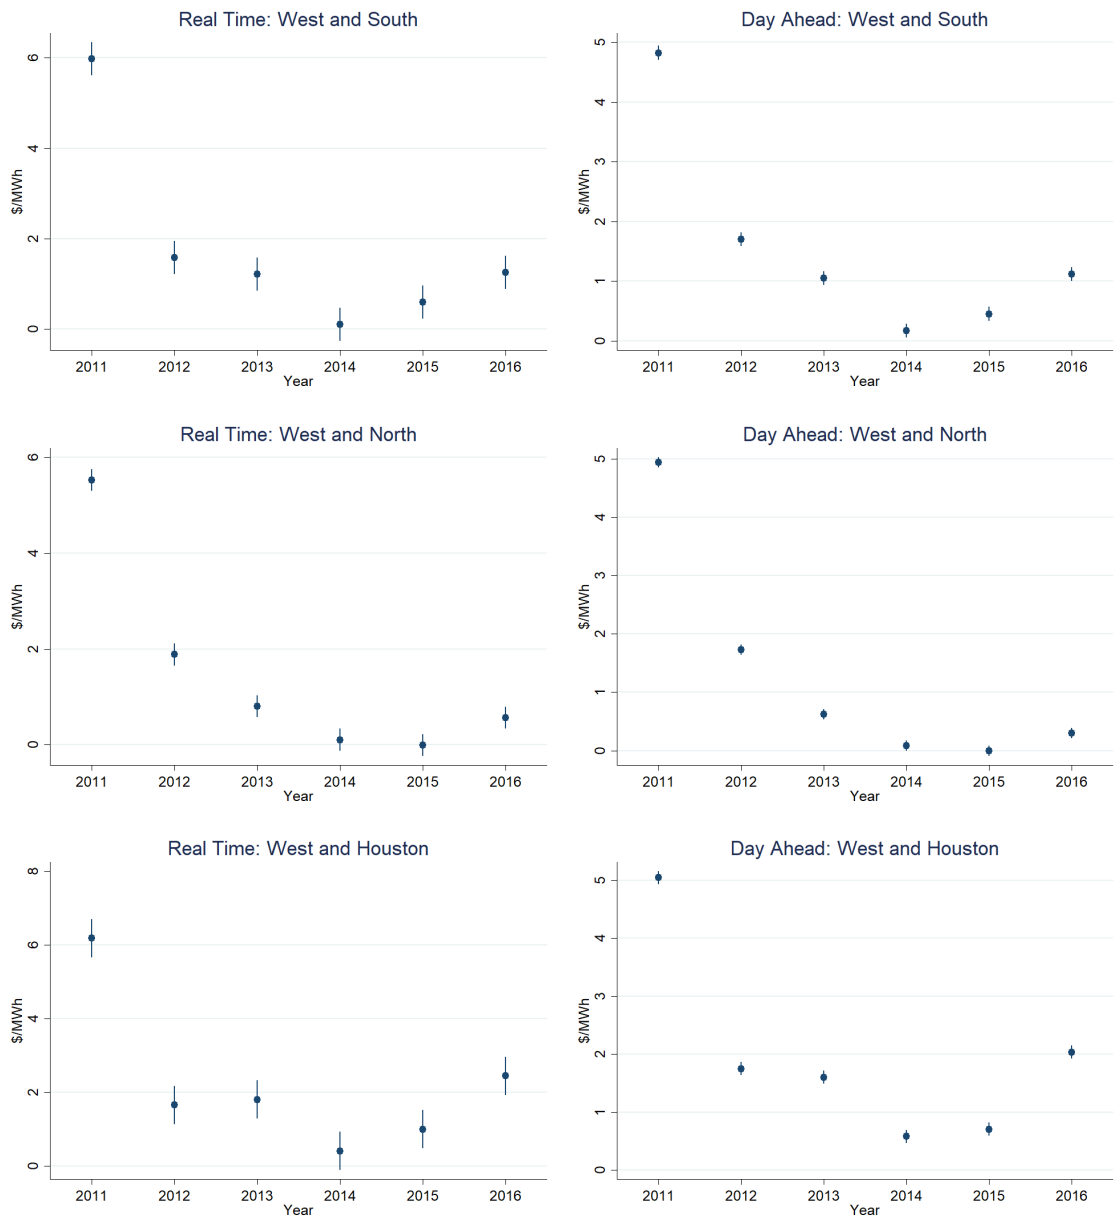 Real Time: West and South
$/MWh
6
4
2
0
2011 2012 2013 2014 2015 2016
Year
Day Ahead: West and South
$/MWh
5
4
3
2
1
0
2011 2012 2013 2014 2015 2016
Year
Real Time: West and North
$/MWh
6
4
2
0
2011 2012 2013 2014 2015 2016
Year
Day Ahead: West and North
$/MWh
5
4
3
2
1
0
2011 2012 2013 2014 2015 2016
Year
Real Time: West and Houston
$/MWh
8
6
4
2
0
2011 2012 2013 2014 2015 2016
Year
Day Ahead: West and Houston
$/MWh
5
4
3
2
1
0
2011 2012 2013 2014 2015 2016
Year